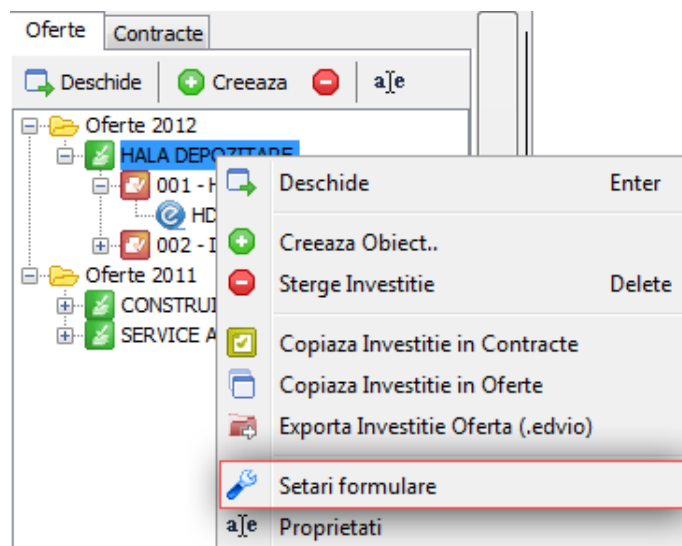 Oferte Contracte
Deschide Creeaza a]e
Oferte 2012
HALA DEPOZITARE
001 - H
HD
002 - I
Oferte 2011
CONSTRUI
SERVICE A
Deschide Enter
Creeaza Obiect..
Sterge Investitie Delete
Copiaza Investitie in Contracte
Copiaza Investitie in Oferte
Exporta Investitie Oferta (.edvio)
Setari formulare
a]e Proprietati